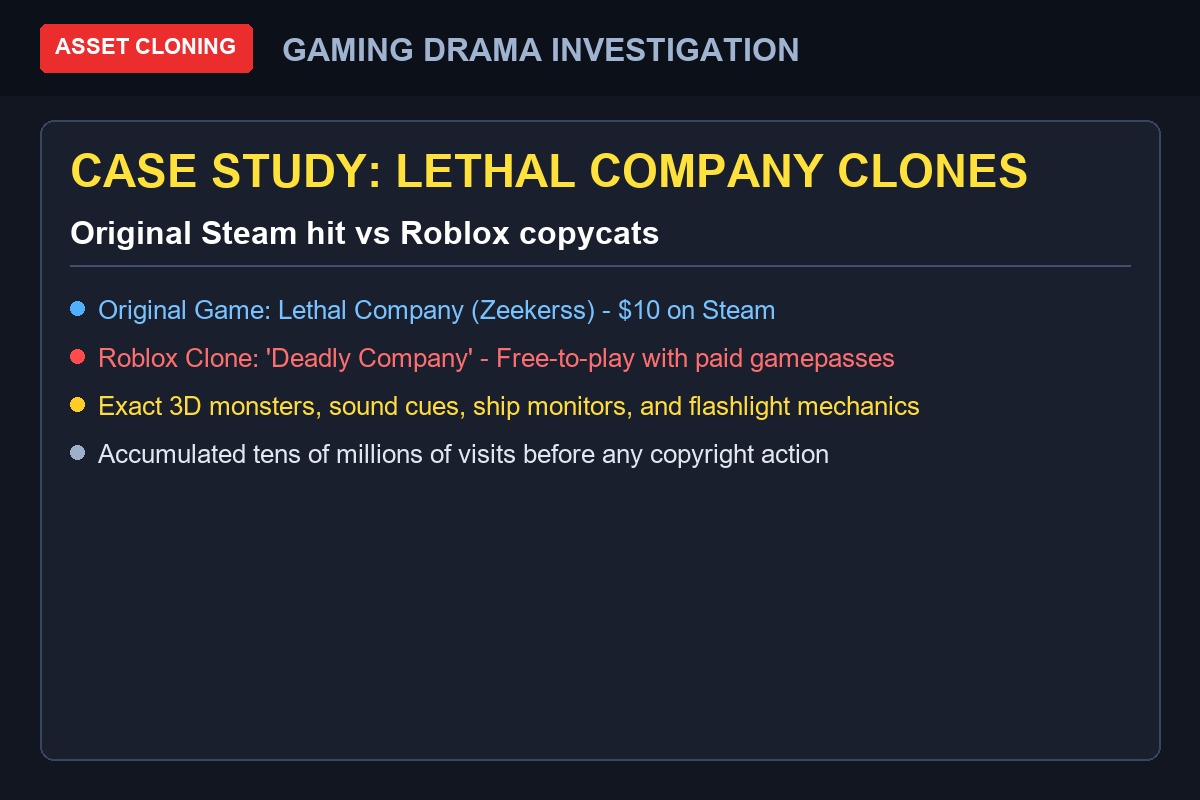 ASSET CLONING
GAMING DRAMA INVESTIGATION
CASE STUDY: LETHAL COMPANY CLONES
Original Steam hit vs Roblox copycats
Original Game: Lethal Company (Zeekerss) - $10 on Steam
Roblox Clone: 'Deadly Company' - Free-to-play with paid gamepasses
Exact 3D monsters, sound cues, ship monitors, and flashlight mechanics
Accumulated tens of millions of visits before any copyright action